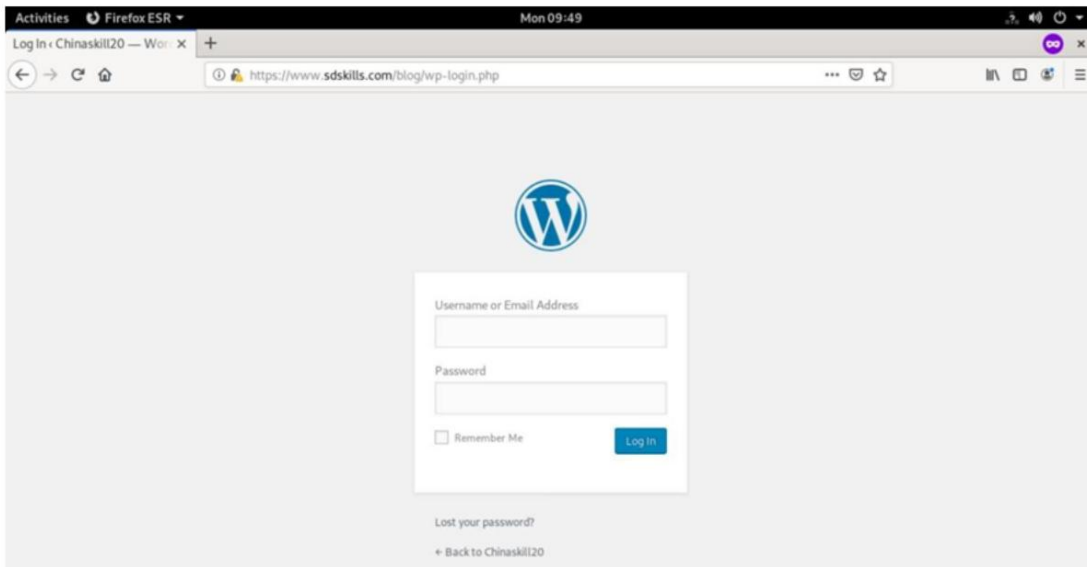 Activities Firefox ESR Mon 09:49
Log In ‹ Chinaskill20 — Wor
https://www.sdskills.com/blog/wp-login.php
Username or Email Address
Password
Remember Me Log In
Lost your password?
← Back to Chinaskill20